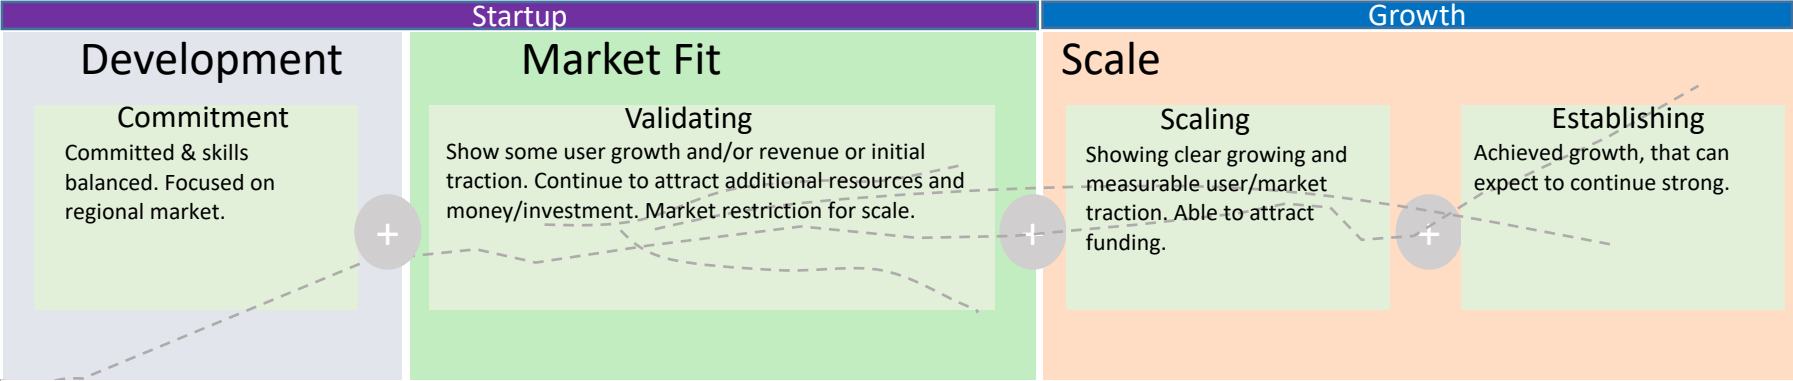 Startup
Growth
Development
Market Fit
Scale
Commitment
Committed & skills
balanced. Focused on
regional market.
Validating
Show some user growth and/or revenue or initial
traction. Continue to attract additional resources and
money/investment. Market restriction for scale.
Scaling
Showing clear growing and
measurable user/market
traction. Able to attract
funding.
Establishing
Achieved growth, that can
expect to continue strong.
+
+
+